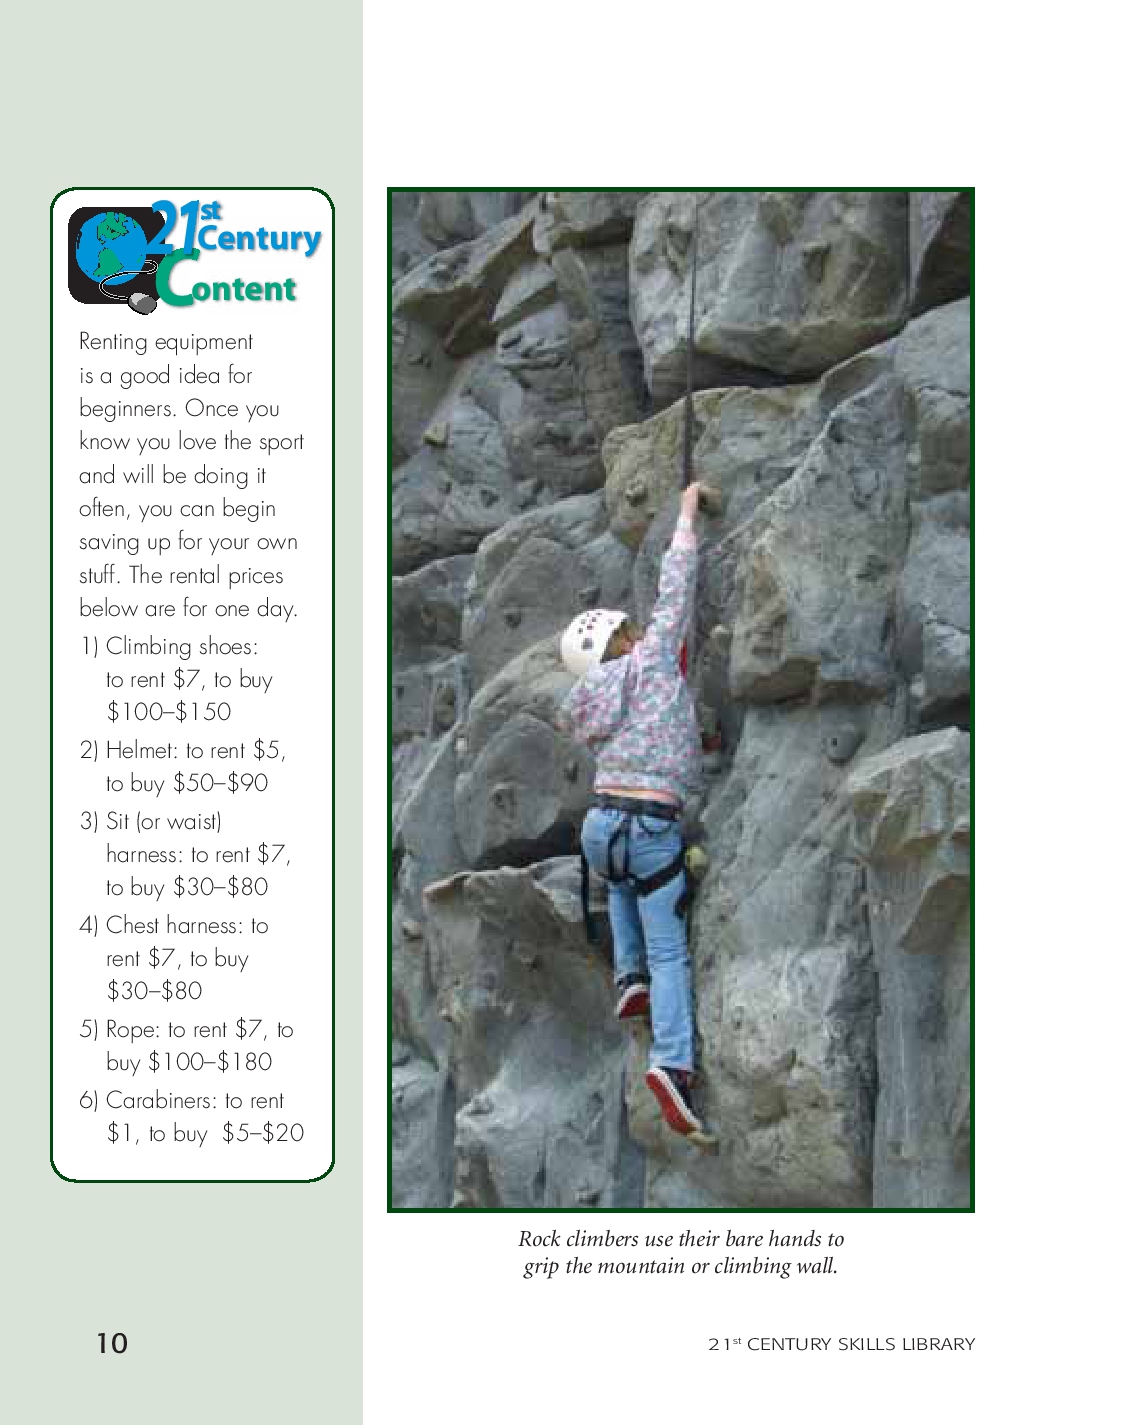 21st
Century
Content
Renting equipment
is a good idea for
beginners. Once you
know you love the sport
and will be doing it
often, you can begin
saving up for your own
stuff. The rental prices
below are for one day.
1) Climbing shoes:
to rent $7, to buy
$100–$150
2) Helmet: to rent $5,
to buy $50–$90
3) Sit (or waist)
harness: to rent $7,
to buy $30–$80
4) Chest harness: to
rent $7, to buy
$30–$80
5) Rope: to rent $7, to
buy $100–$180
6) Carabiners: to rent
$1, to buy $5–$20
Rock climbers use their bare hands to
grip the mountain or climbing wall.
10
21st CENTURY SKILLS LIBRARY